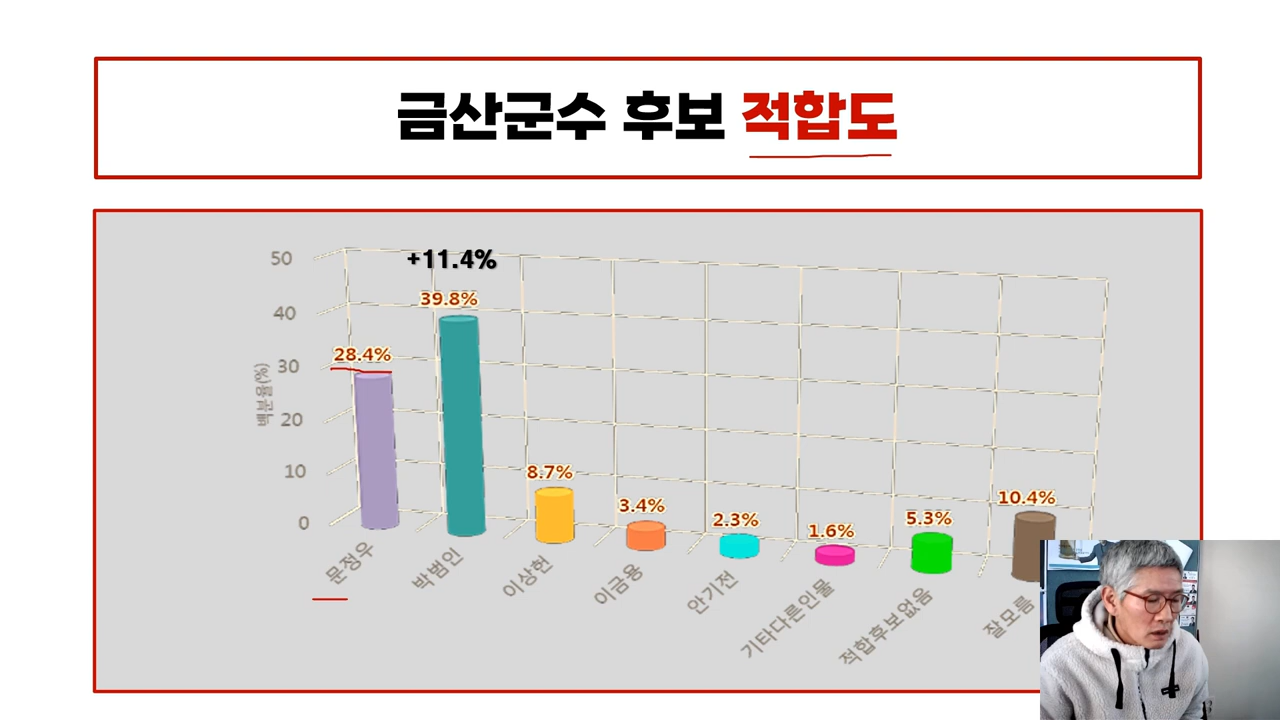 금산군수 후보 적합도
+11.4%
50
40
30
20
10
0
백분율(%)
28.4%
39.8%
8.7%
3.4%
2.3%
1.6%
5.3%
10.4%
문정우
박범인
이상헌
이금용
안기전
기타다른인물
적합후보없음
잘모름